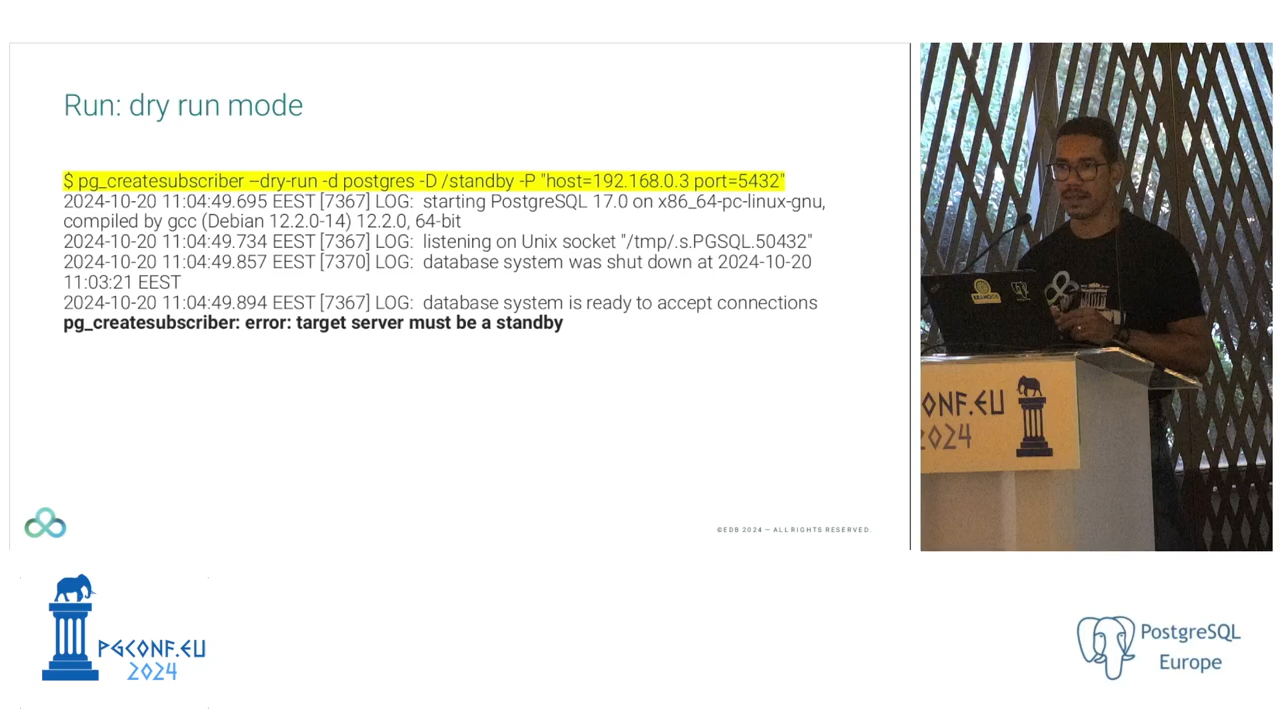 Run: dry run mode
$ pg_createsubscriber –dry-run -d postgres -D /standby -P "host=192.168.0.3 port=5432"
2024-10-20 11:04:49.695 EEST [7367] LOG:  starting PostgreSQL 17.0 on x86_64-pc-linux-gnu,
compiled by gcc (Debian 12.2.0-14) 12.2.0, 64-bit
2024-10-20 11:04:49.734 EEST [7367] LOG:  listening on Unix socket "/tmp/.s.PGSQL.50432"
2024-10-20 11:04:49.857 EEST [7370] LOG:  database system was shut down at 2024-10-20
11:03:21 EEST
2024-10-20 11:04:49.894 EEST [7367] LOG:  database system is ready to accept connections
pg_createsubscriber: error: target server must be a standby
©EDB 2024 — ALL RIGHTS RESERVED.
ONF.EU
2024
PGCONF.EU
2024
PostgreSQL
Europe